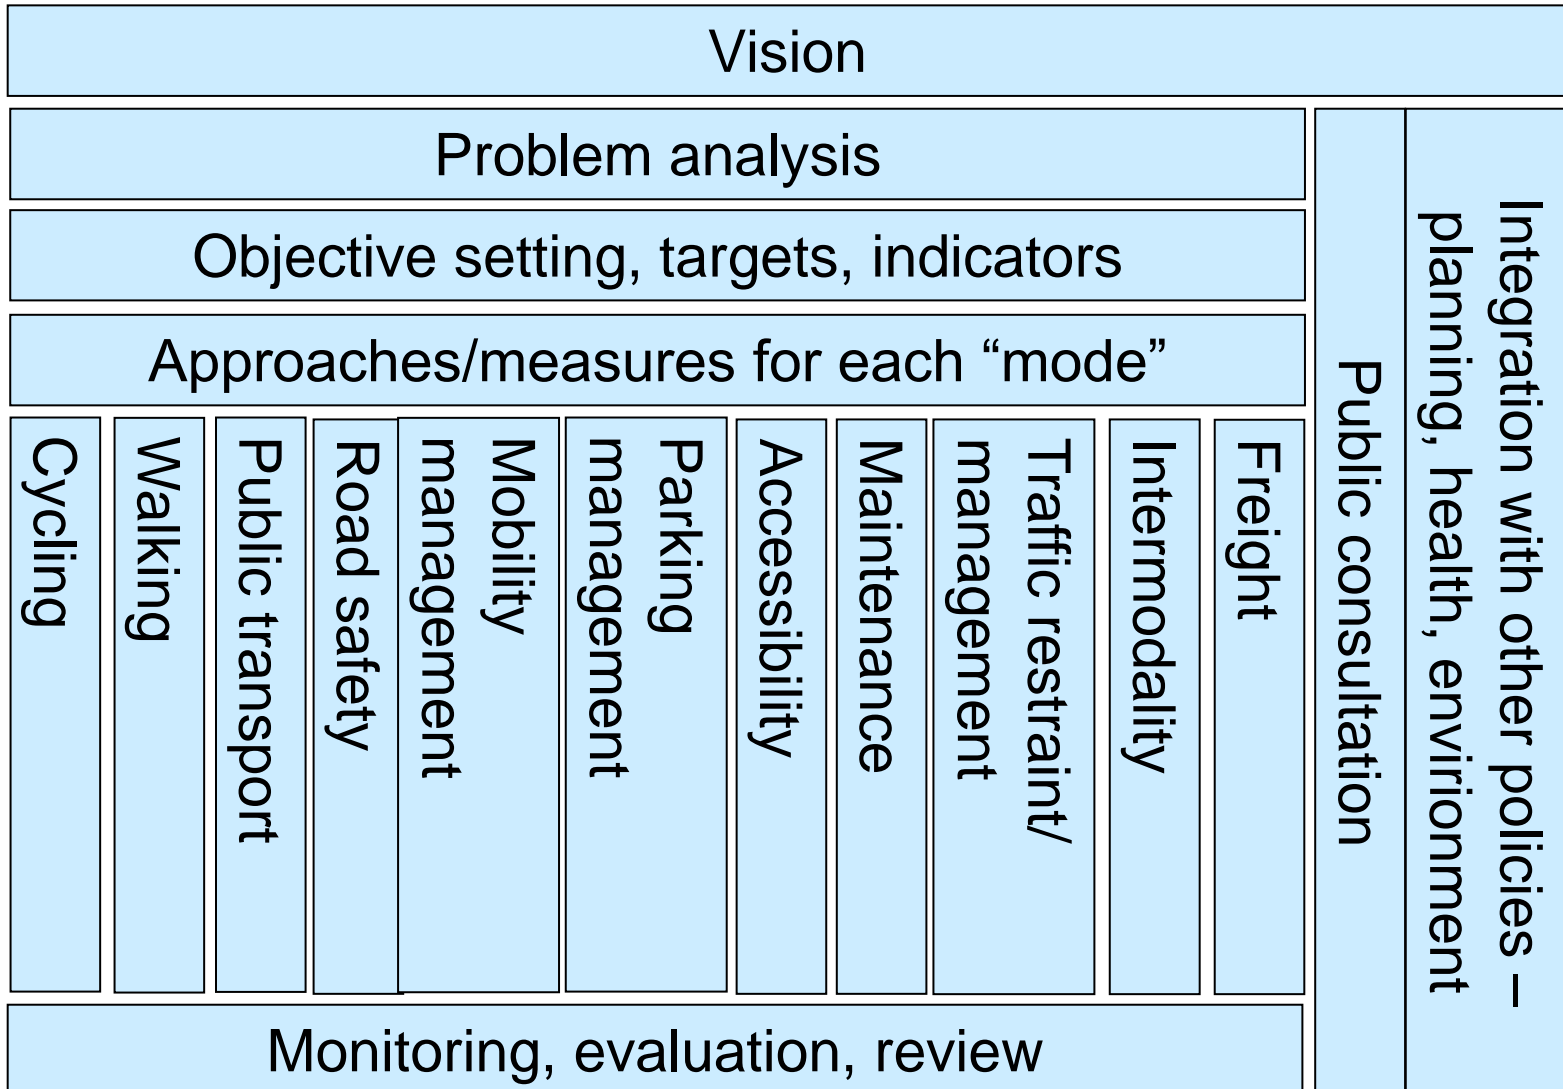 Vision
Problem analysis
Objective setting, targets, indicators
Approaches/measures for each “mode”
Cycling
Walking
Public transport
Road safety
Mobility
management
Parking
management
Accessibility
Maintenance
Traffic restraint/
management
Intermodality
Freight
Public consultation
Integration with other policies –
planning, health, envirionment
Monitoring, evaluation, review